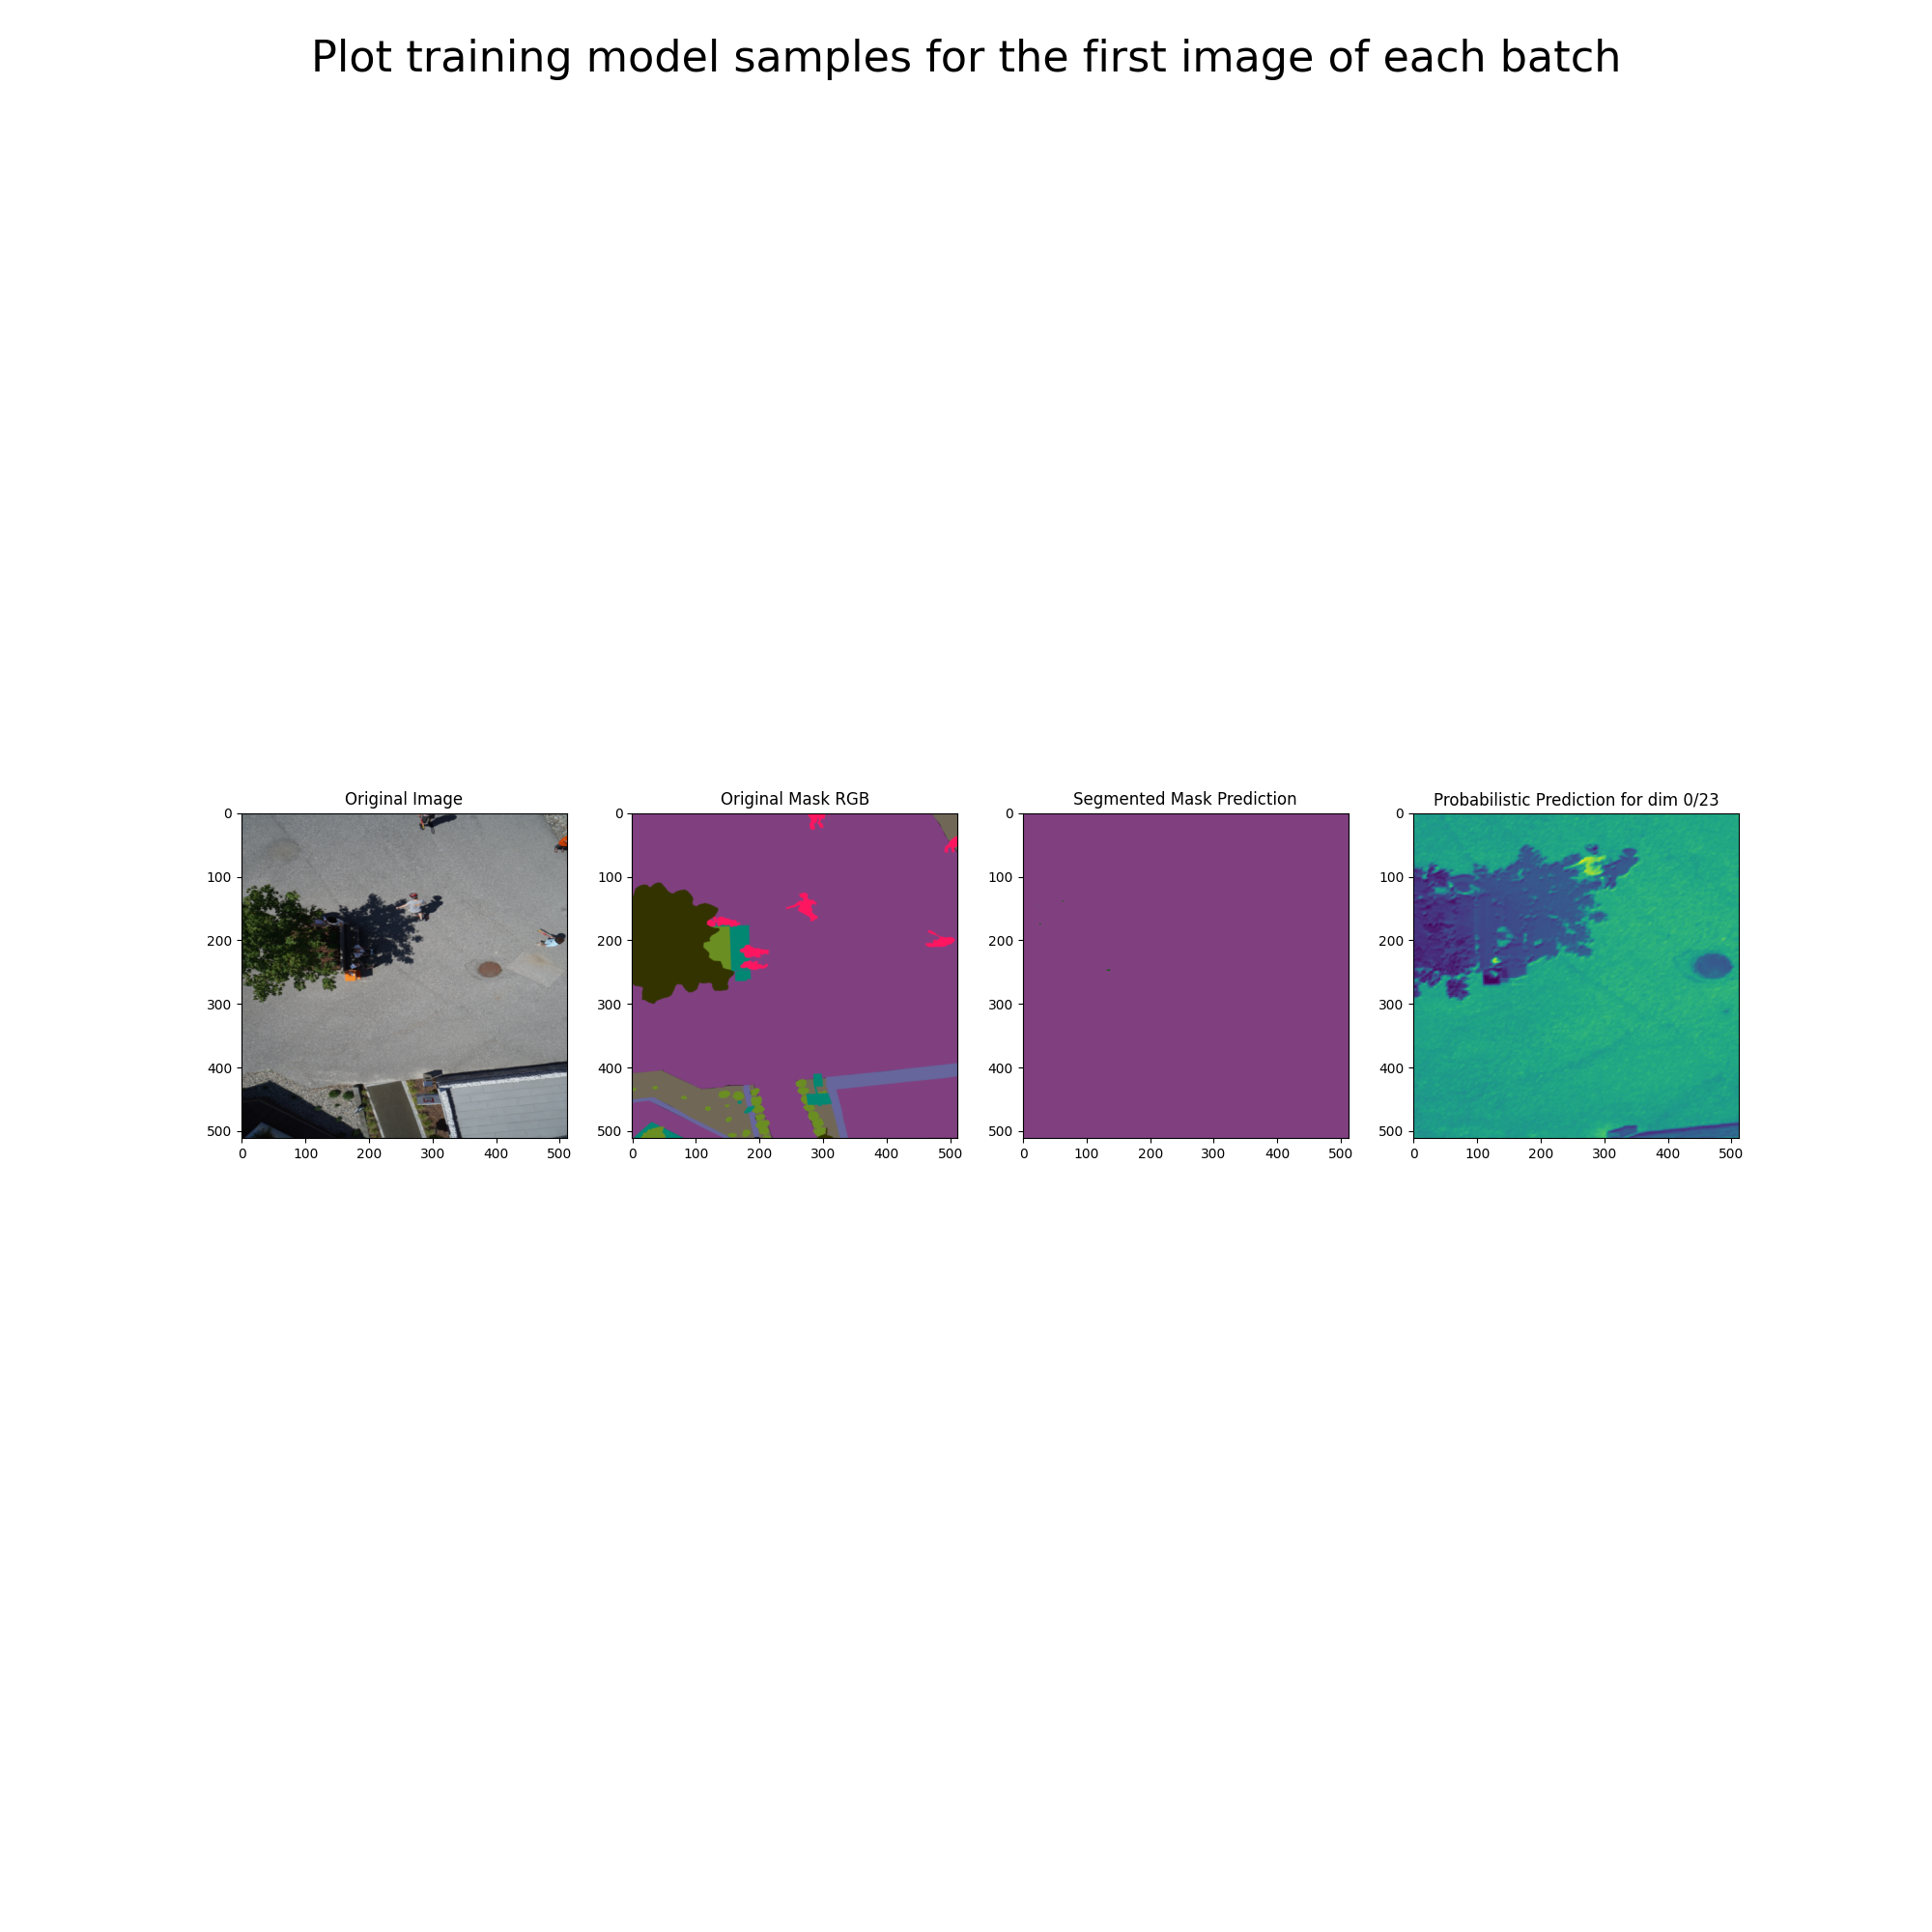 Plot training model samples for the first image of each batch
Original Image
Original Mask RGB
Segmented Mask Prediction
Probabilistic Prediction for dim 0/23
0
100
200
300
400
500
0 100 200 300 400 500
0
100
200
300
400
500
0 100 200 300 400 500
0
100
200
300
400
500
0 100 200 300 400 500
0
100
200
300
400
500
0 100 200 300 400 500